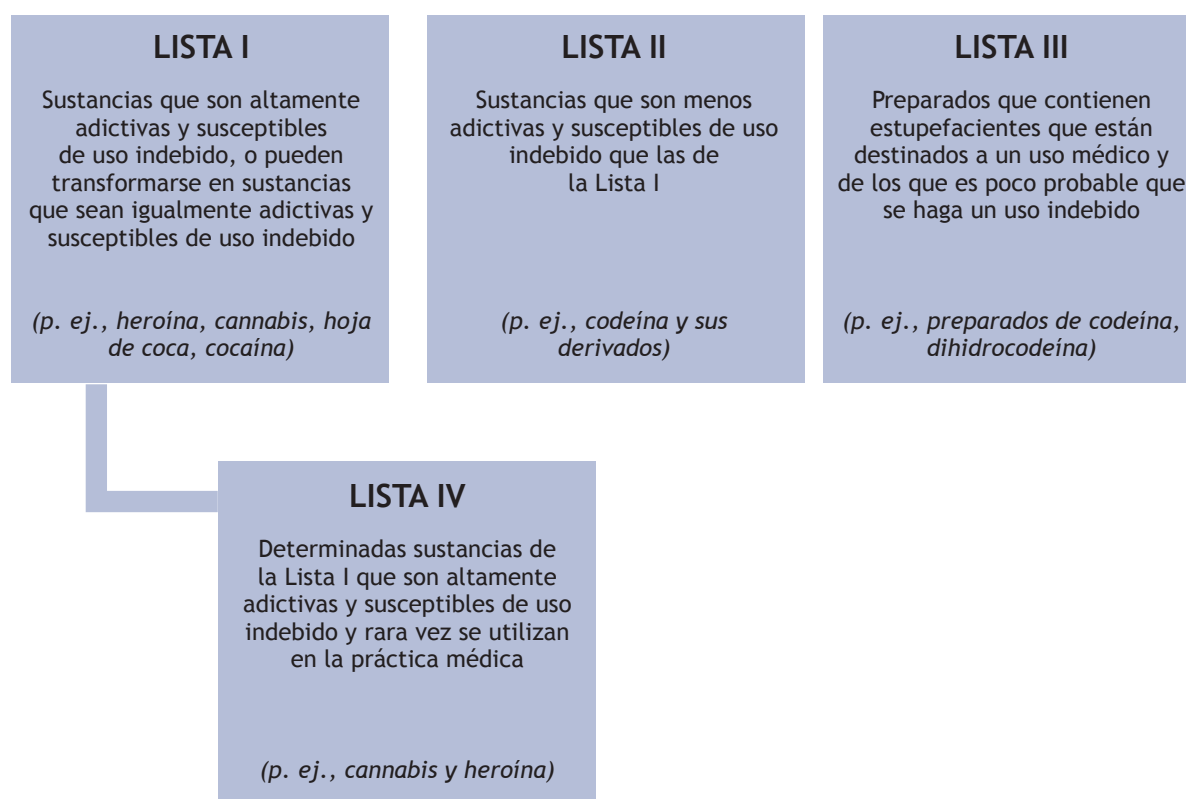 LISTA I
Sustancias que son altamente
adictivas y susceptibles
de uso indebido, o pueden
transformarse en sustancias
que sean igualmente adictivas y
susceptibles de uso indebido
(p. ej., heroína, cannabis, hoja
de coca, cocaína)
LISTA II
Sustancias que son menos
adictivas y susceptibles de uso
indebido que las de
la Lista I
(p. ej., codeína y sus
derivados)
LISTA III
Preparados que contienen
estupefacientes que están
destinados a un uso médico y
de los que es poco probable que
se haga un uso indebido
(p. ej., preparados de codeína,
dihidrocodeína)
LISTA IV
Determinadas sustancias de
la Lista I que son altamente
adictivas y susceptibles de uso
indebido y rara vez se utilizan
en la práctica médica
(p. ej., cannabis y heroína)